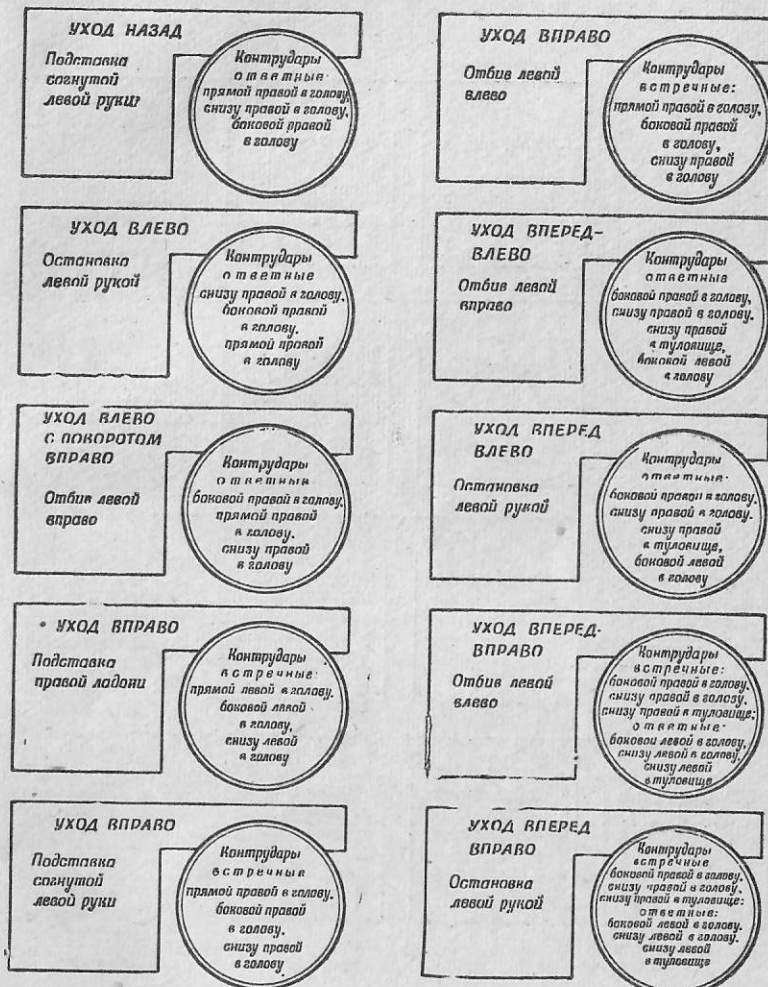 УХОД НАЗАД
Подставка
согнутой
левой руки
Контрудары
ответные:
прямой правой в голову,
снизу правой в голову,
боковой правой
в голову
УХОД ВЛЕВО
Остановка
левой рукой
Контрудары
ответные
снизу правой в голову.
боковой правой
в голову.
прямой правой
в голову
УХОД ВЛЕВО
С ПОВОРОТОМ
ВПРАВО
Отбив левой
вправо
Контрудары
ответные
боковой правой в голову.
прямой правой
в голову.
снизу правой
в голову
УХОД ВПРАВО
Подставка
правой ладони
Контрудары
встречные:
прямой левой в голову.
боковой левой
в голову,
снизу левой
в голову
УХОД ВПРАВО
Подставка
согнутой
левой руки
Контрудары
встречные
прямой правой в голову.
боковой правой
в голову.
снизу правой
в голову
УХОД ВПРАВО
Отбив левой
влево
Контрудары
встречные:
прямой правой в голову,
боковой правой
в голову,
снизу правой
в голову
УХОД ВПЕРЕД-
ВЛЕВО
Отбив левой
вправо
Контрудары
ответные
боковой правой в голову,
снизу правой в голову.
снизу правой
в туловище,
боковой левой
в голову
УХОД ВПЕРЕД
ВЛЕВО
Остановка
левой рукой
Контрудары
ответные:
боковой правой в голову.
снизу правой в голову.
снизу правой
в туловище,
боковой левой
в голову
УХОД ВПЕРЕД-
ВПРАВО
Отбив левой
влево
Контрудары
встречные:
боковой правой в голову.
снизу правой в голову.
снизу правой в туловище;
ответные:
боковой левой в голову,
снизу левой в голову.
снизу левой
в туловище
УХОД ВПЕРЕД
ВПРАВО
Остановка
левой рукой
Контрудары
встречные
боковой правой в голову.
снизу правой в голову.
снизу правой в туловище:
ответные:
боковой левой в голову.
снизу левой в голову.
снизу левой
в туловище